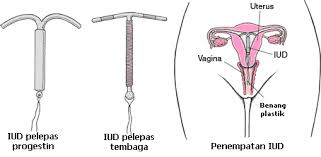 Uterus
Vagina
IUD
Benang
plastik
IUD pelepas
progestin
IUD pelepas
tembaga
Penempatan IUD